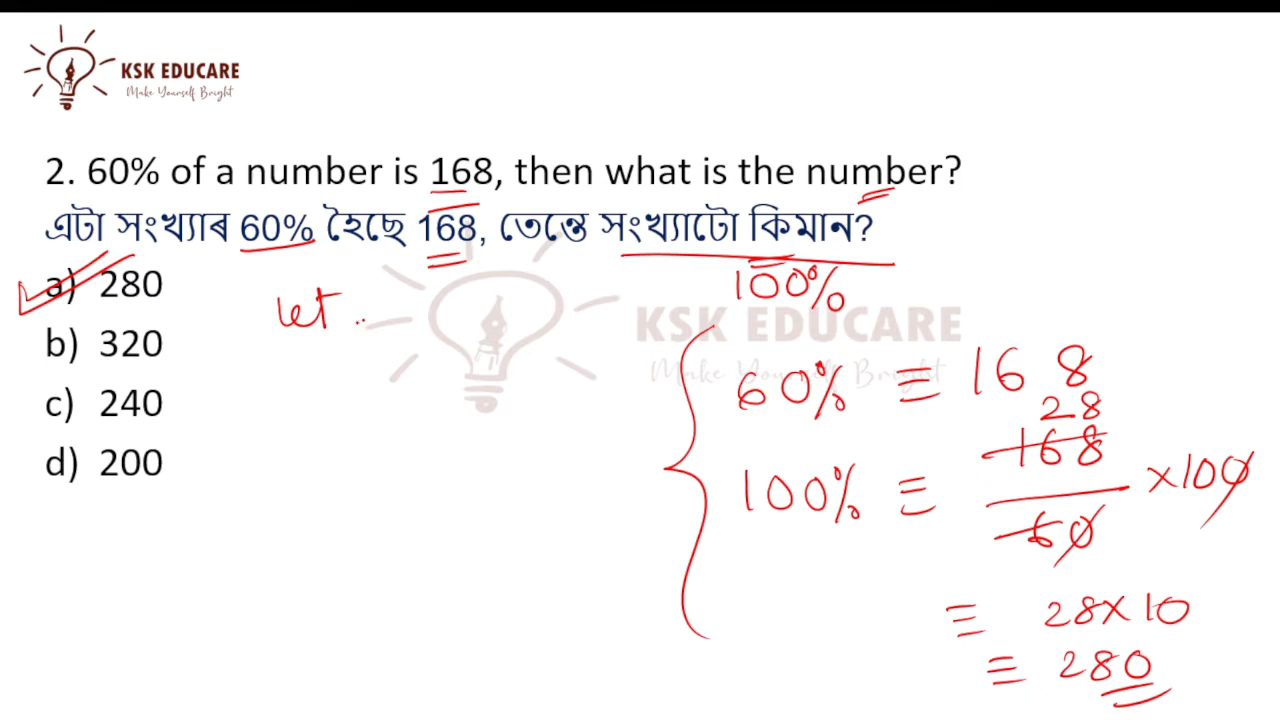 KSK EDUCARE
Make Yourself Bright
2. 60% of a number is 168, then what is the number?
এটা সংখ্যাৰ 60% হৈছে 168, তেন্তে সংখ্যাটো কিমান?
a) 280
b) 320
c) 240
d) 200
let ..
100%
KSK EDUCARE
Make Yourself Bright
60% ≡ 168
28
100% ≡ 168/60 ×100
≡ 28×10
≡ 280